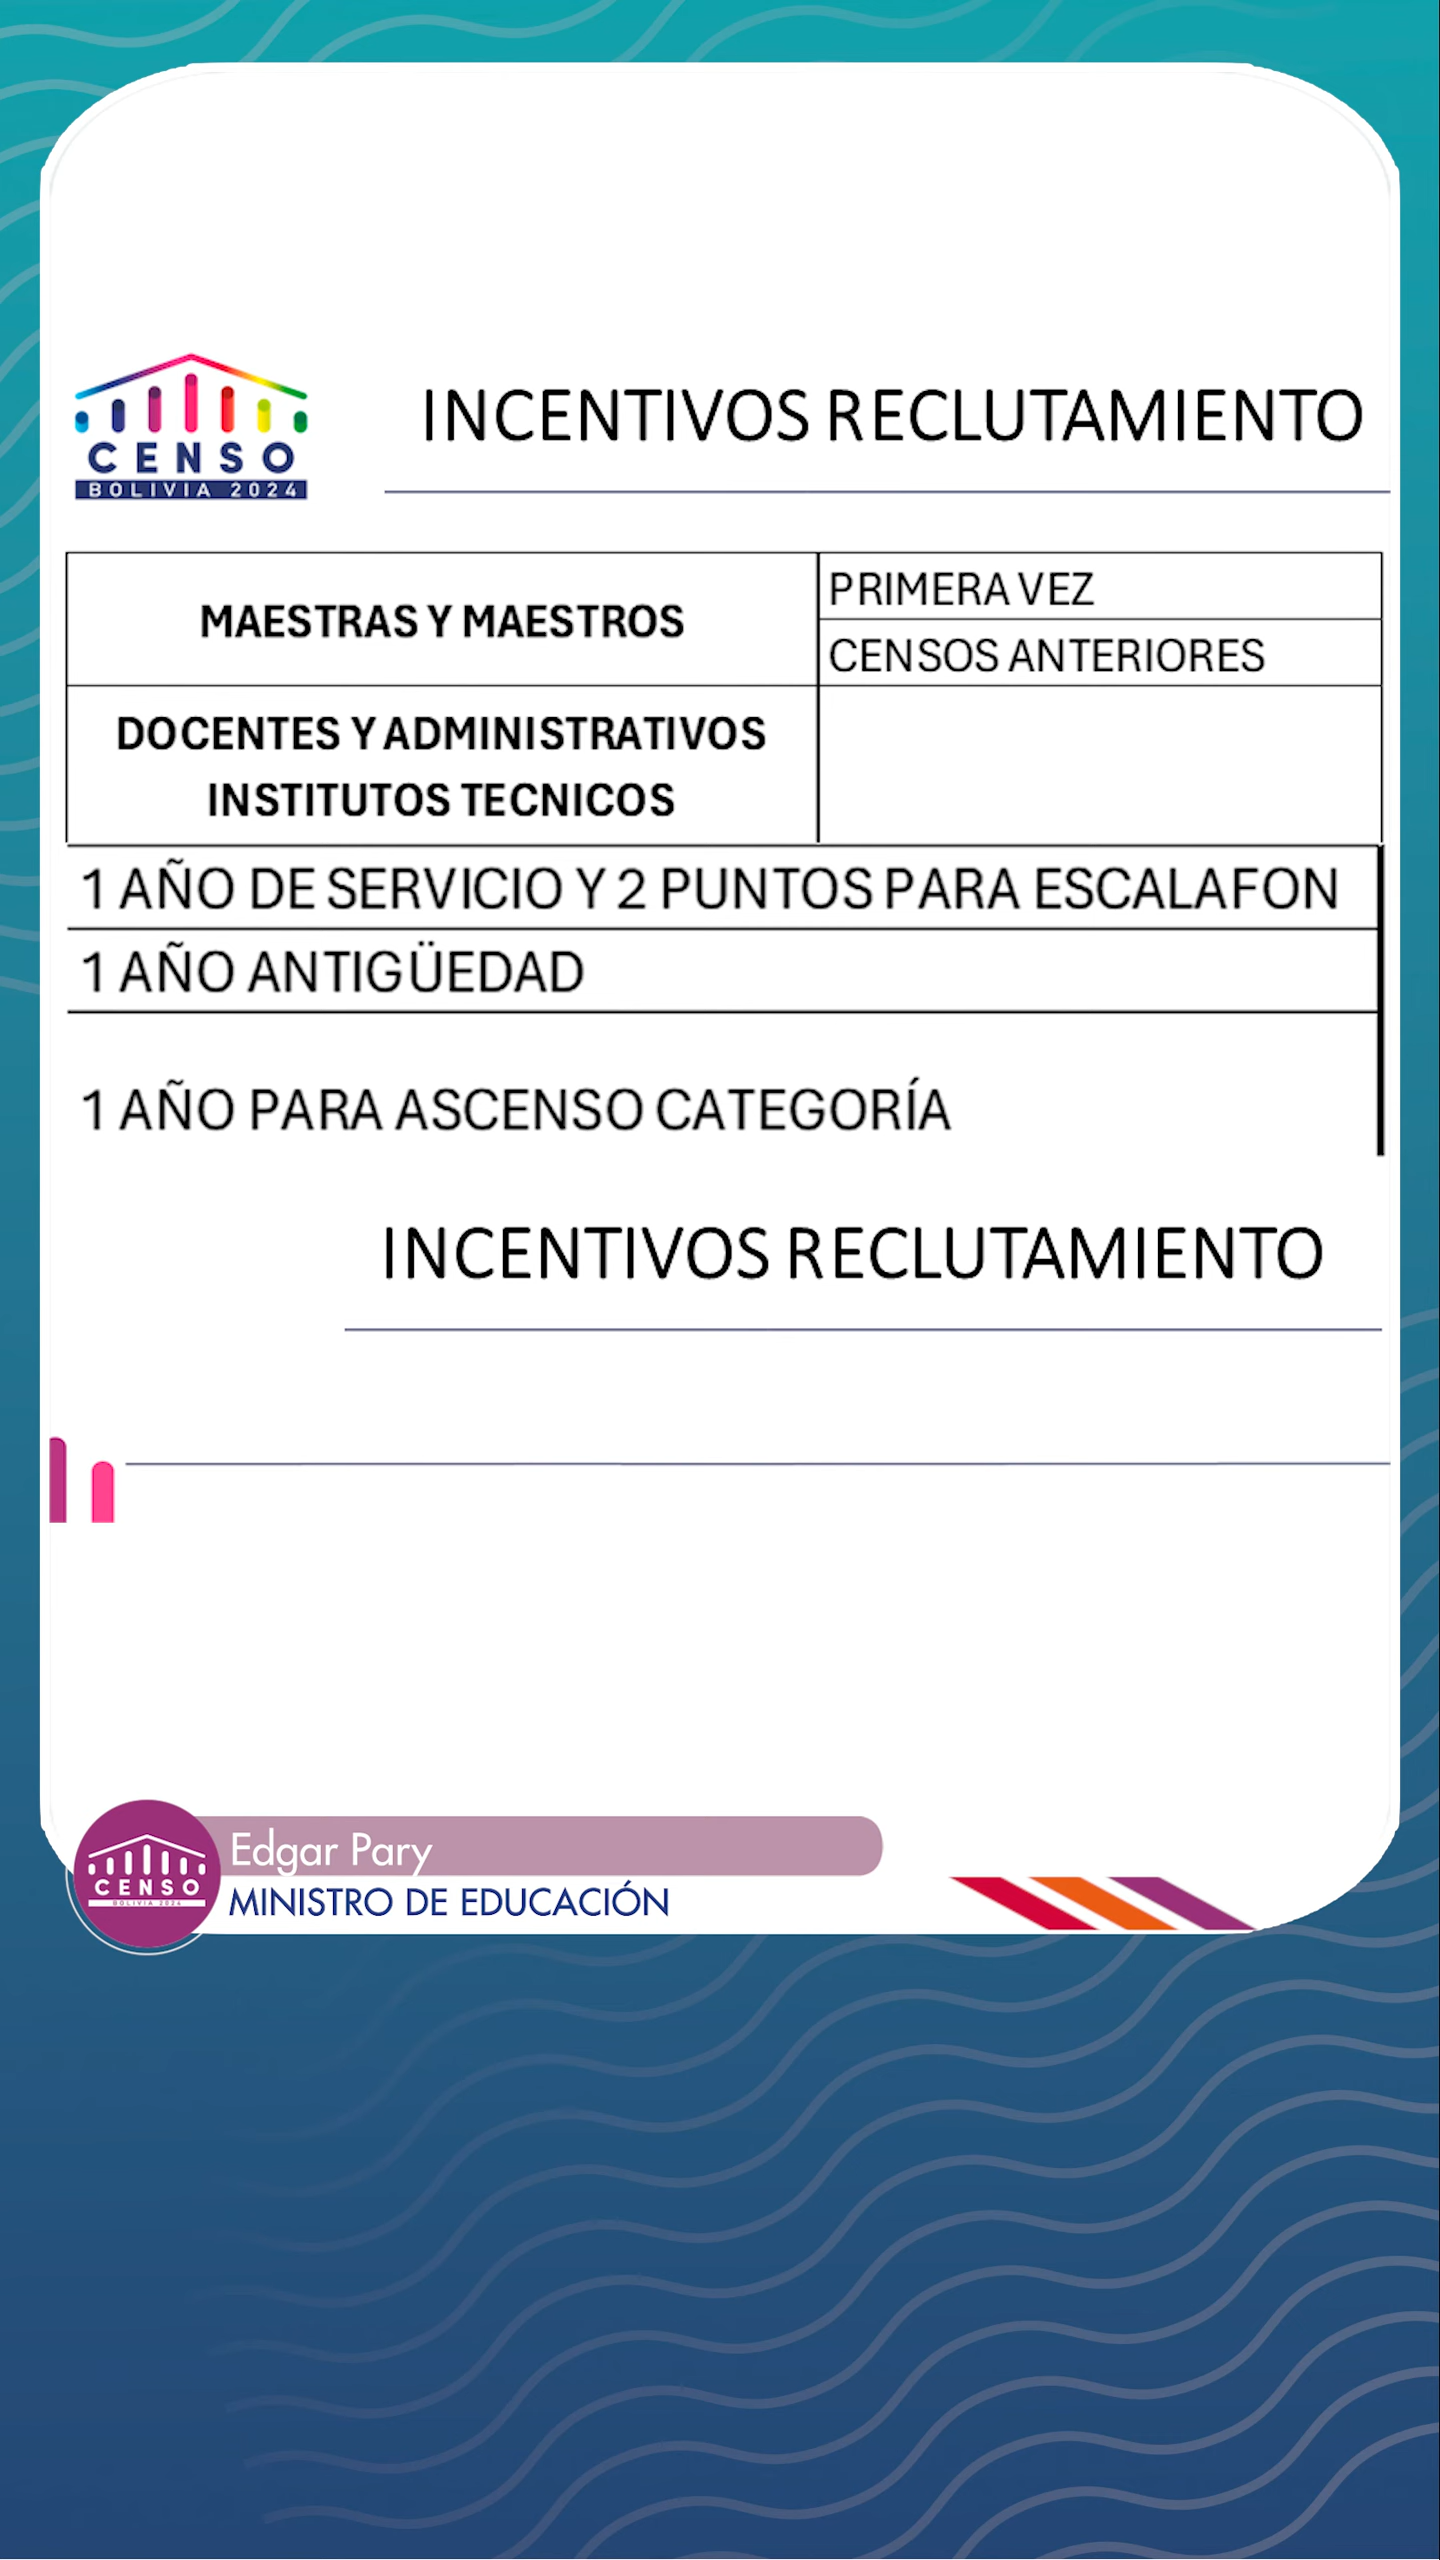 CENSO
BOLIVIA 2024
INCENTIVOS RECLUTAMIENTO
MAESTRAS Y MAESTROS
PRIMERA VEZ
CENSOS ANTERIORES
DOCENTES Y ADMINISTRATIVOS
INSTITUTOS TECNICOS
1 AÑO DE SERVICIO Y 2 PUNTOS PARA ESCALAFON
1 AÑO ANTIGÜEDAD
1 AÑO PARA ASCENSO CATEGORÍA
INCENTIVOS RECLUTAMIENTO
CENSO
BOLIVIA 2024
Edgar Pary
MINISTRO DE EDUCACIÓN